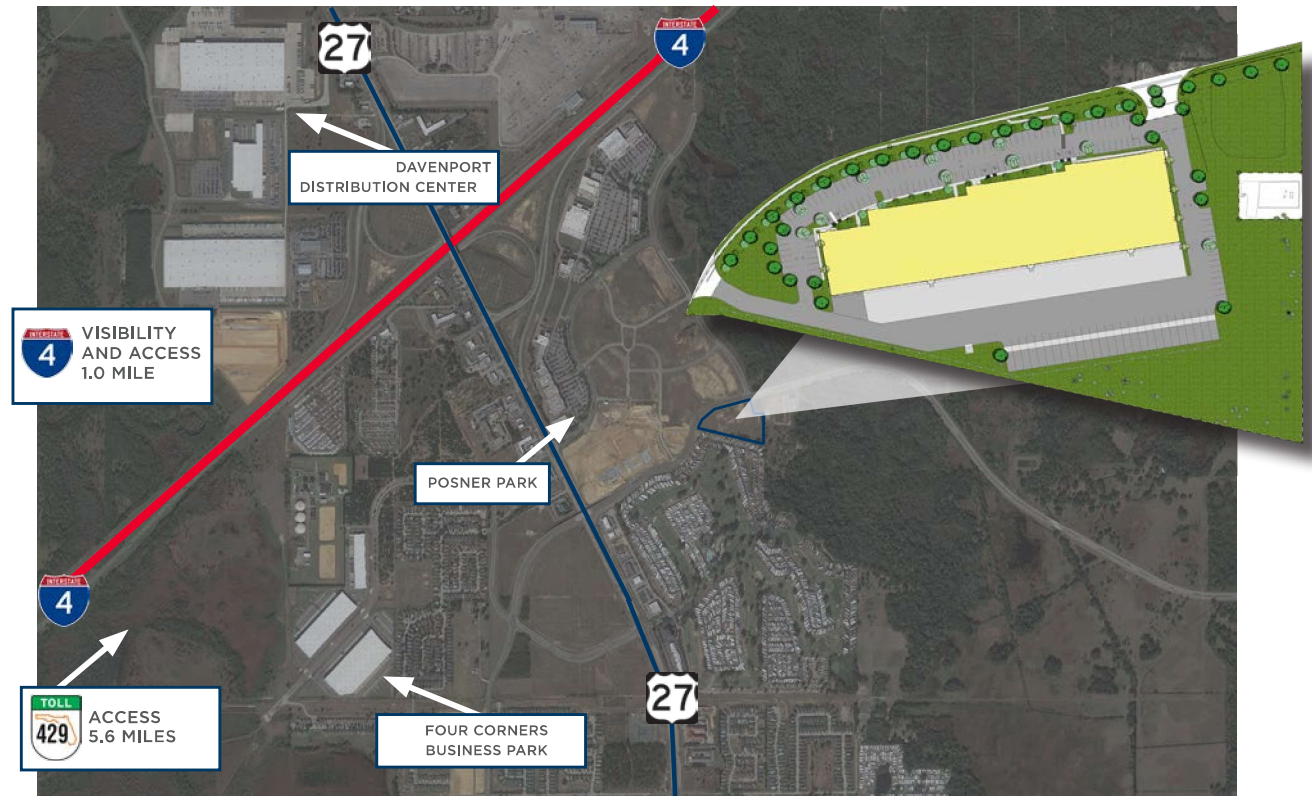 27
INTERSTATE
4
DAVENPORT
DISTRIBUTION CENTER
INTERSTATE
4
VISIBILITY
AND ACCESS
1.0 MILE
POSNER PARK
INTERSTATE
4
TOLL
429
ACCESS
5.6 MILES
FOUR CORNERS
BUSINESS PARK
27